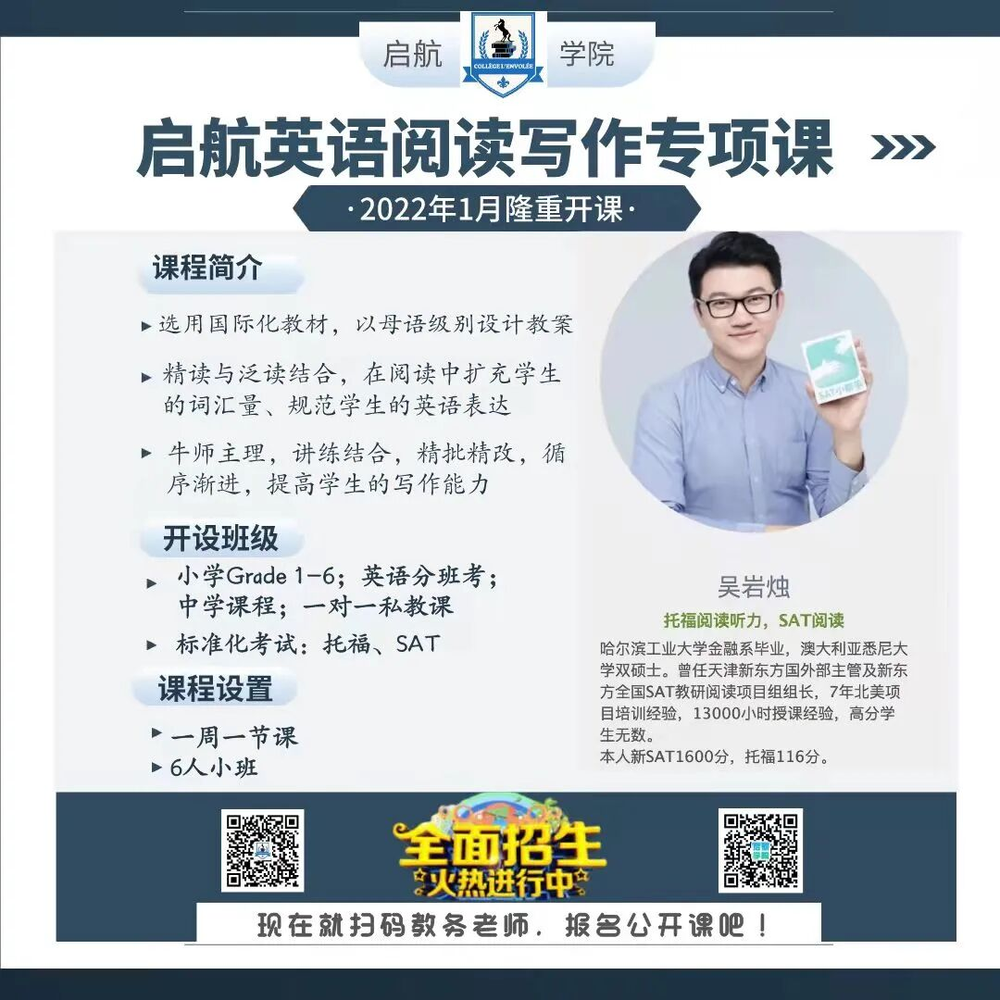 启航
学院
COLLÈGE L'ENVOLÉE
启航英语阅读写作专项课
·2022年1月隆重开课·
课程简介
选用国际化教材，以母语级别设计教案
精读与泛读结合，在阅读中扩充学生
的词汇量、规范学生的英语表达
牛师主理，讲练结合，精批精改，循
序渐进，提高学生的写作能力
开设班级
小学Grade 1-6；英语分班考；
中学课程；一对一私教课
标准化考试：托福、SAT
课程设置
一周一节课
6人小班
吴岩烛
托福阅读听力，SAT阅读
哈尔滨工业大学金融系毕业，澳大利亚悉尼大
学双硕士。曾任天津新东方国外部主管及新东
方全国SAT教研阅读项目组组长，7年北美项
目培训经验，13000小时授课经验，高分学
生无数。
本人新SAT1600分，托福116分。
全面招生
火热进行中
启航
学院
现在就扫码教务老师．报名公开课吧！